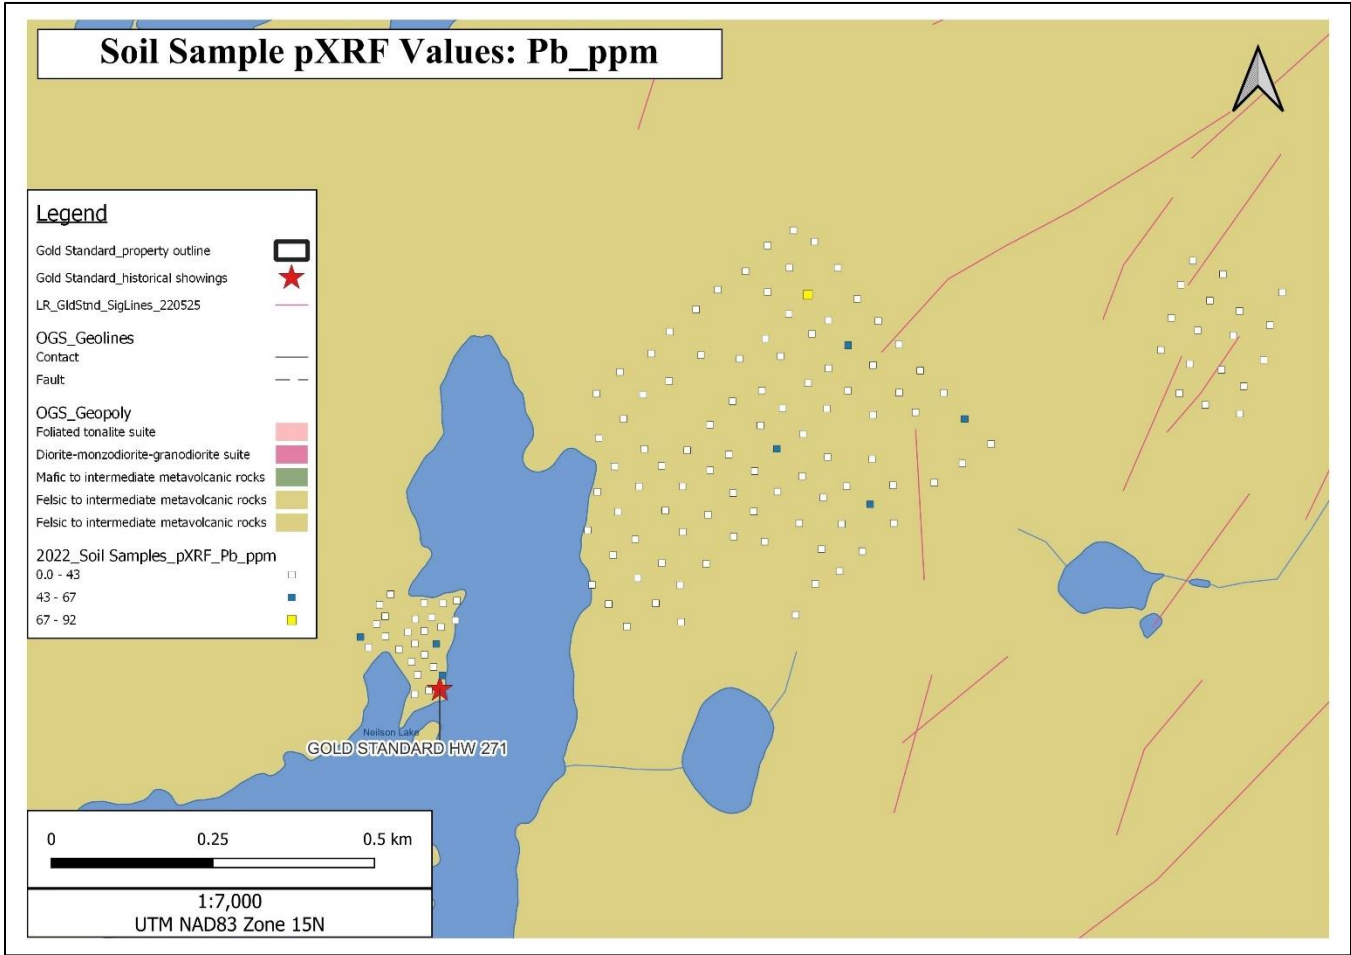 Soil Sample pXRF Values: Pb_ppm
Legend
Gold Standard_property outline
Gold Standard_historical showings
LR_GldStnd_SigLines_220525
OGS_Geolines
Contact
Fault
OGS_Geopoly
Foliated tonalite suite
Diorite-monzodiorite-granodiorite suite
Mafic to intermediate metavolcanic rocks
Felsic to intermediate metavolcanic rocks
Felsic to intermediate metavolcanic rocks
2022_Soil Samples_pXRF_Pb_ppm
0.0 - 43
43 - 67
67 - 92
Neilson Lake
GOLD STANDARD HW 271
0 0.25 0.5 km
1:7,000
UTM NAD83 Zone 15N